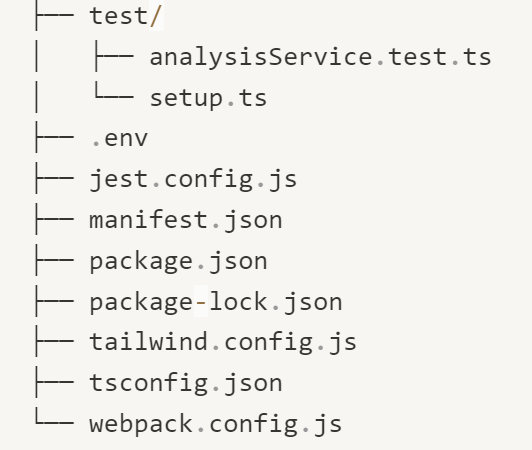 ├── test/
│   ├── analysisService.test.ts
│   └── setup.ts
├── .env
├── jest.config.js
├── manifest.json
├── package.json
├── package-lock.json
├── tailwind.config.js
├── tsconfig.json
└── webpack.config.js